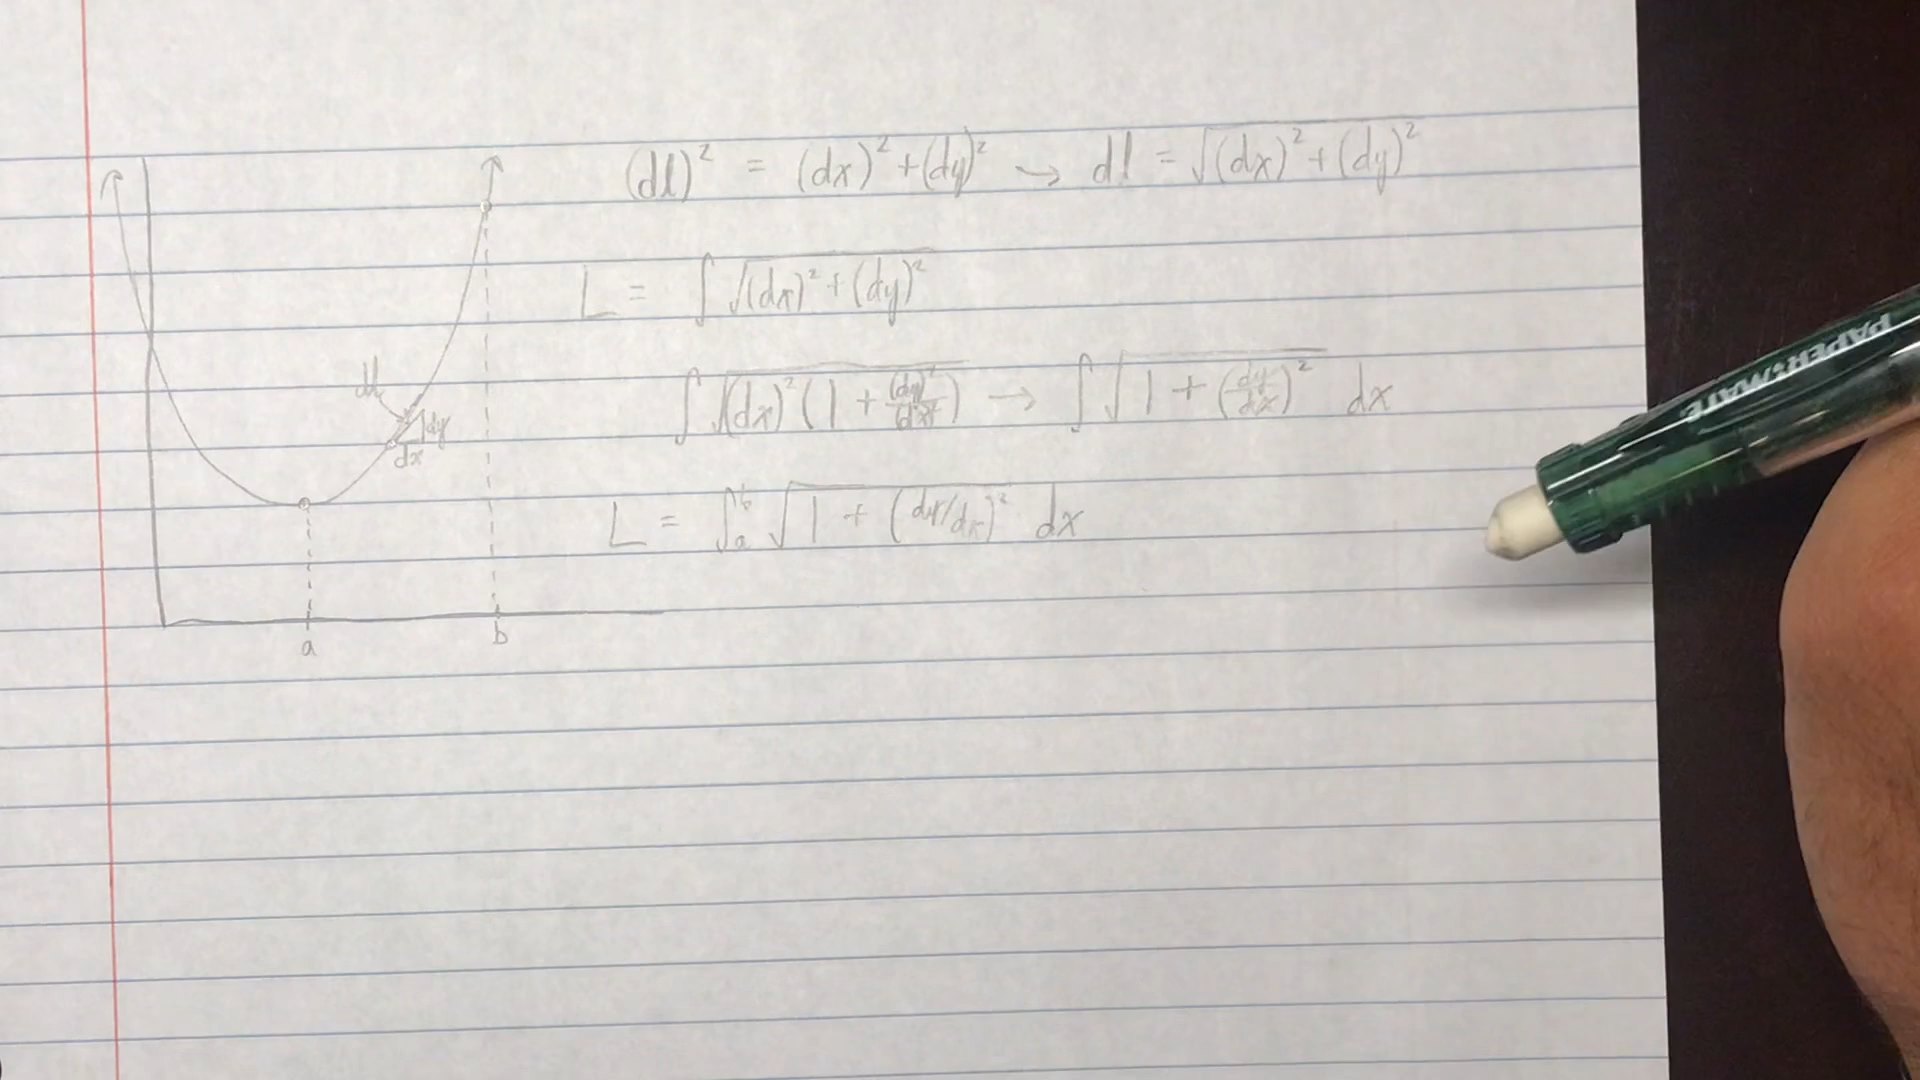 (dl)² = (dx)² + (dy)² → dl = √(dx)² + (dy)²
L = ∫ √(dx)² + (dy)²
dl
dy
dx
∫ √(dx)² (1 + (dy)²/(dx)²) → ∫ √1 + (dy/dx)² dx
L = ∫ₐᵇ √1 + (dy/dx)² dx
a b
PAPER:MATE